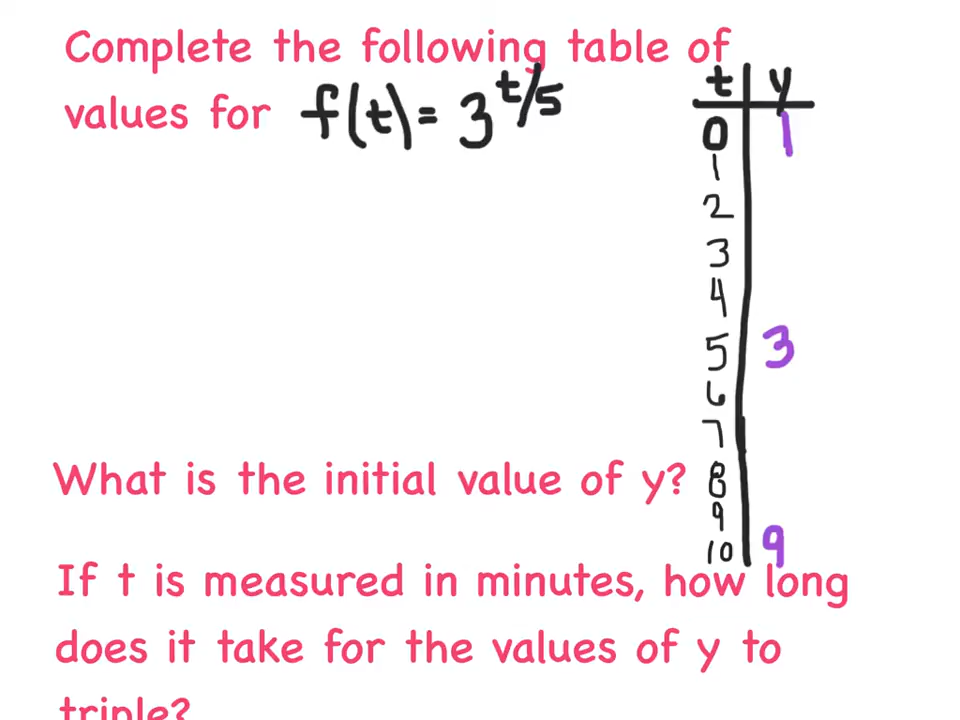 Complete the following table of
values for f(t) = 3^t/5
t y
0 1
1
2
3
4
5 3
6
7
8
9
10 9
What is the initial value of y?
If t is measured in minutes, how long
does it take for the values of y to
triple?